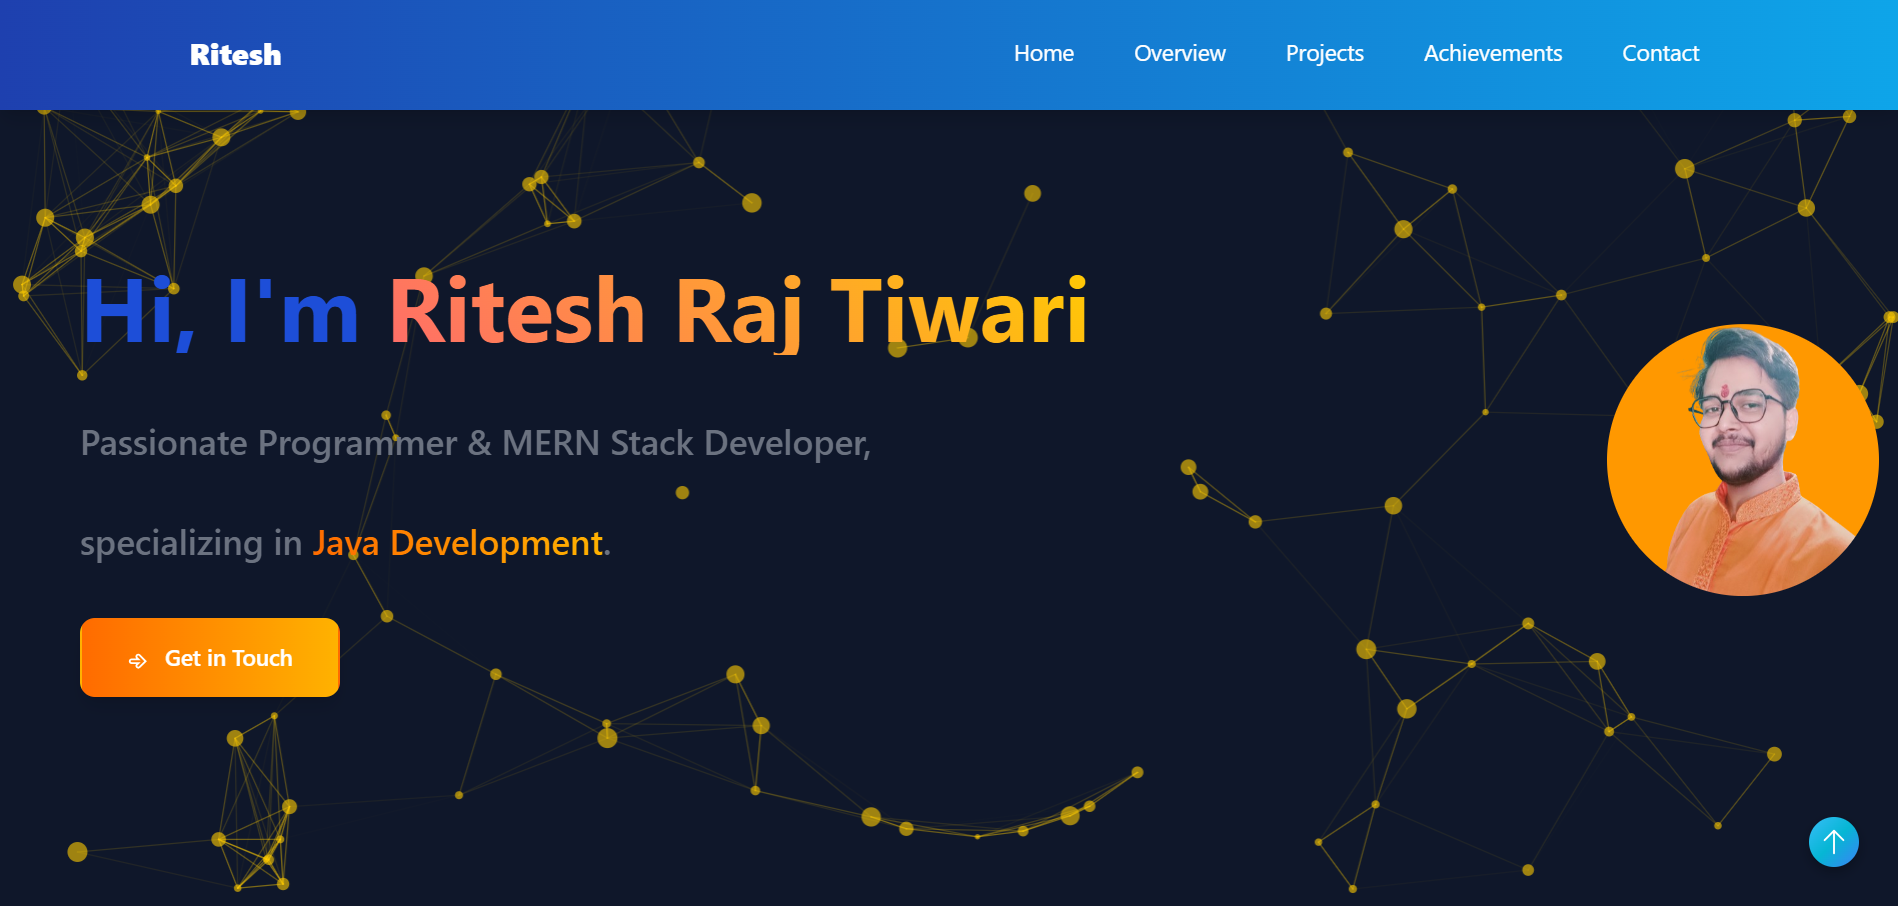 Ritesh
Home
Overview
Projects
Achievements
Contact
Hi, I'm Ritesh Raj Tiwari
Passionate Programmer & MERN Stack Developer,
specializing in Java Development.
Get in Touch